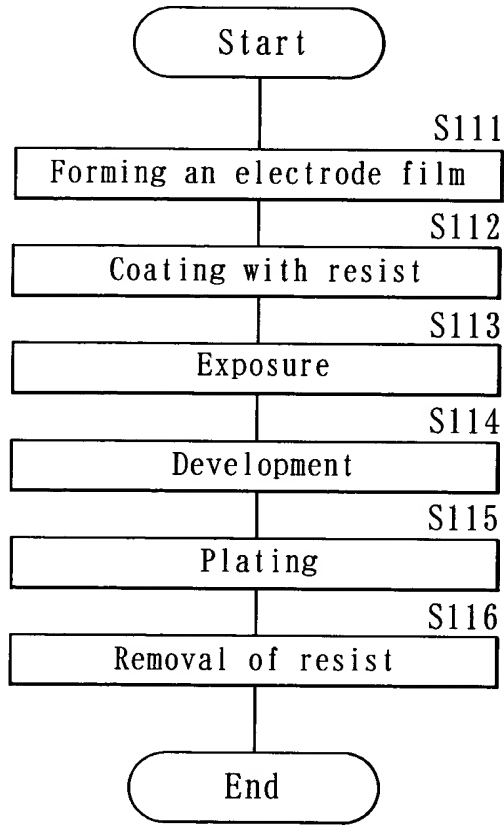 Start
S111
Forming an electrode film
S112
Coating with resist
S113
Exposure
S114
Development
S115
Plating
S116
Removal of resist
End